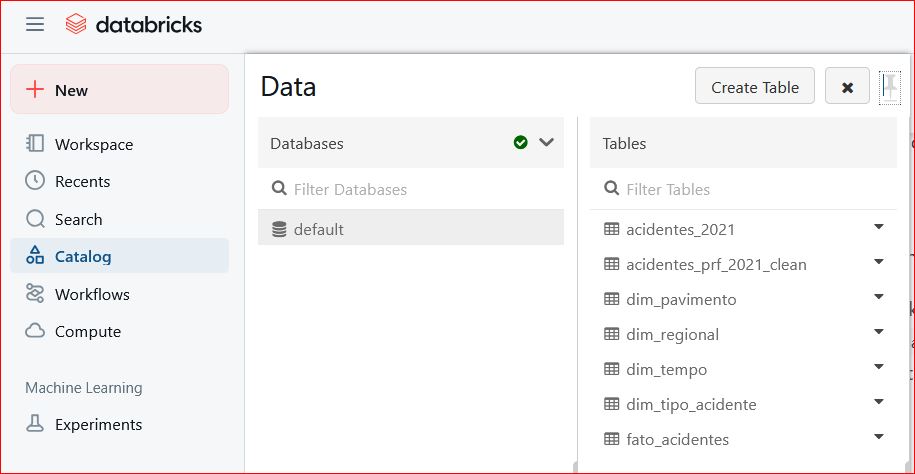 databricks
New
Workspace
Recents
Search
Catalog
Workflows
Compute
Machine Learning
Experiments
Data
Create Table
Databases
Filter Databases
default
Tables
Filter Tables
acidentes_2021
acidentes_prf_2021_clean
dim_pavimento
dim_regional
dim_tempo
dim_tipo_acidente
fato_acidentes